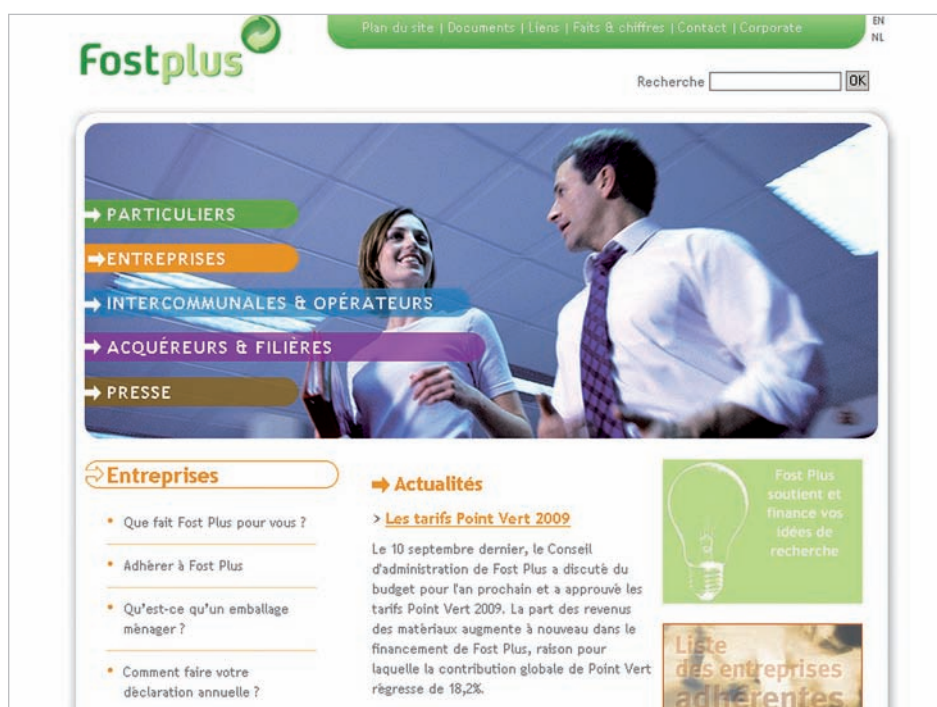 Fostplus
Plan du site | Documents | Liens | Faits & chiffres | Contact | Corporate
EN
NL
Recherche
OK
PARTICULIERS
ENTREPRISES
INTERCOMMUNALES & OPÉRATEURS
ACQUÉREURS & FILIÈRES
PRESSE
Entreprises
• Que fait Fost Plus pour vous ?
• Adhérer à Fost Plus
• Qu'est-ce qu'un emballage
ménager ?
• Comment faire votre
déclaration annuelle ?
Actualités
> Les tarifs Point Vert 2009
Le 10 septembre dernier, le Conseil
d'administration de Fost Plus a discuté du
budget pour l'an prochain et a approuvé les
tarifs Point Vert 2009. La part des revenus
des matériaux augmente à nouveau dans le
financement de Fost Plus, raison pour
laquelle la contribution globale de Point Vert
régresse de 18,2%.
Fost Plus
soutient et
finance vos
idées de
recherche
Liste
des entreprises
adhérentes